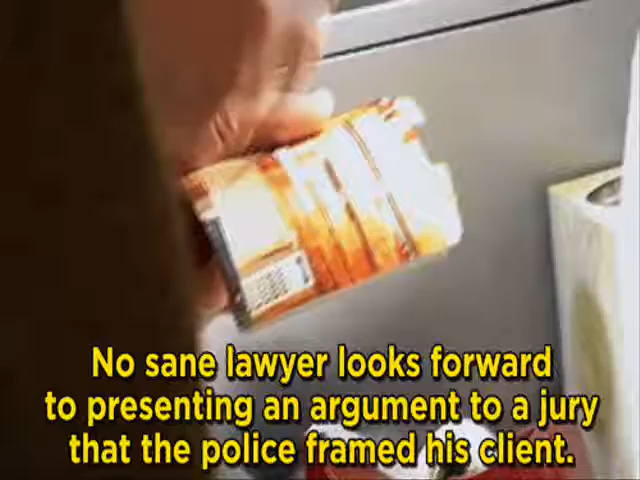 No sane lawyer looks forward
to presenting an argument to a jury
that the police framed his client.